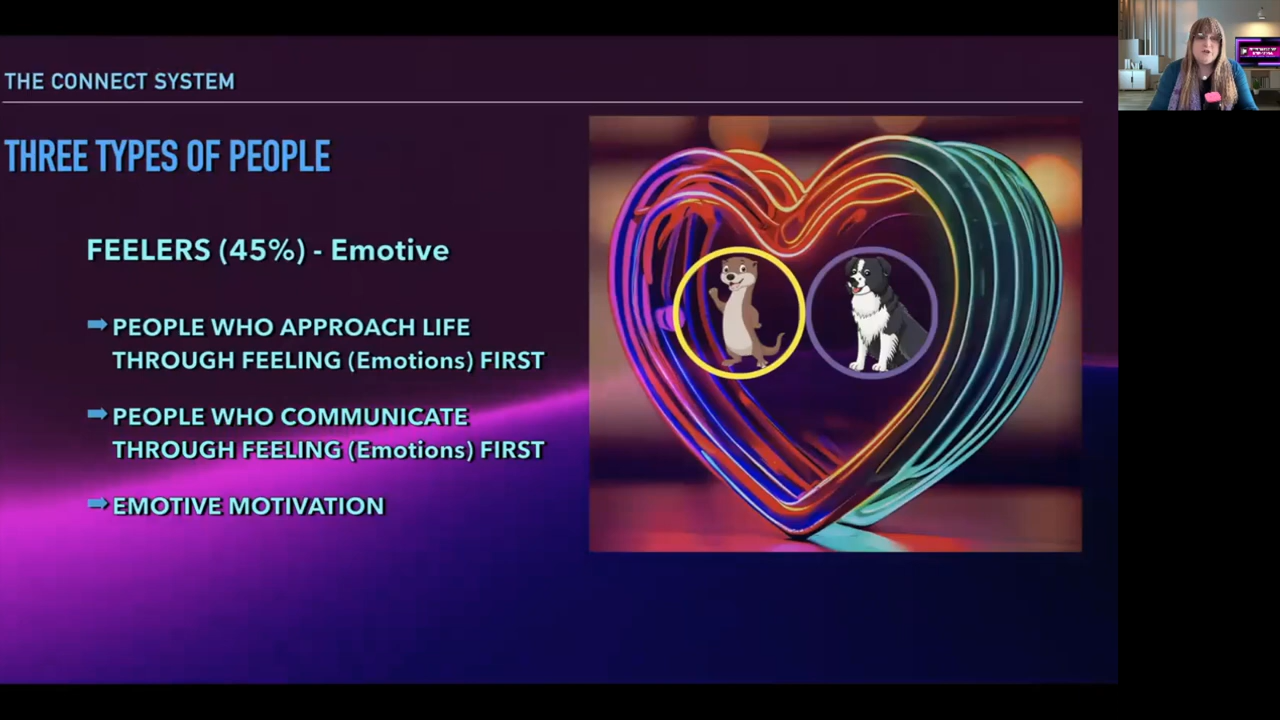 THE CONNECT SYSTEM
THREE TYPES OF PEOPLE
FEELERS (45%) - Emotive
➡ PEOPLE WHO APPROACH LIFE
THROUGH FEELING (Emotions) FIRST
➡ PEOPLE WHO COMMUNICATE
THROUGH FEELING (Emotions) FIRST
➡ EMOTIVE MOTIVATION